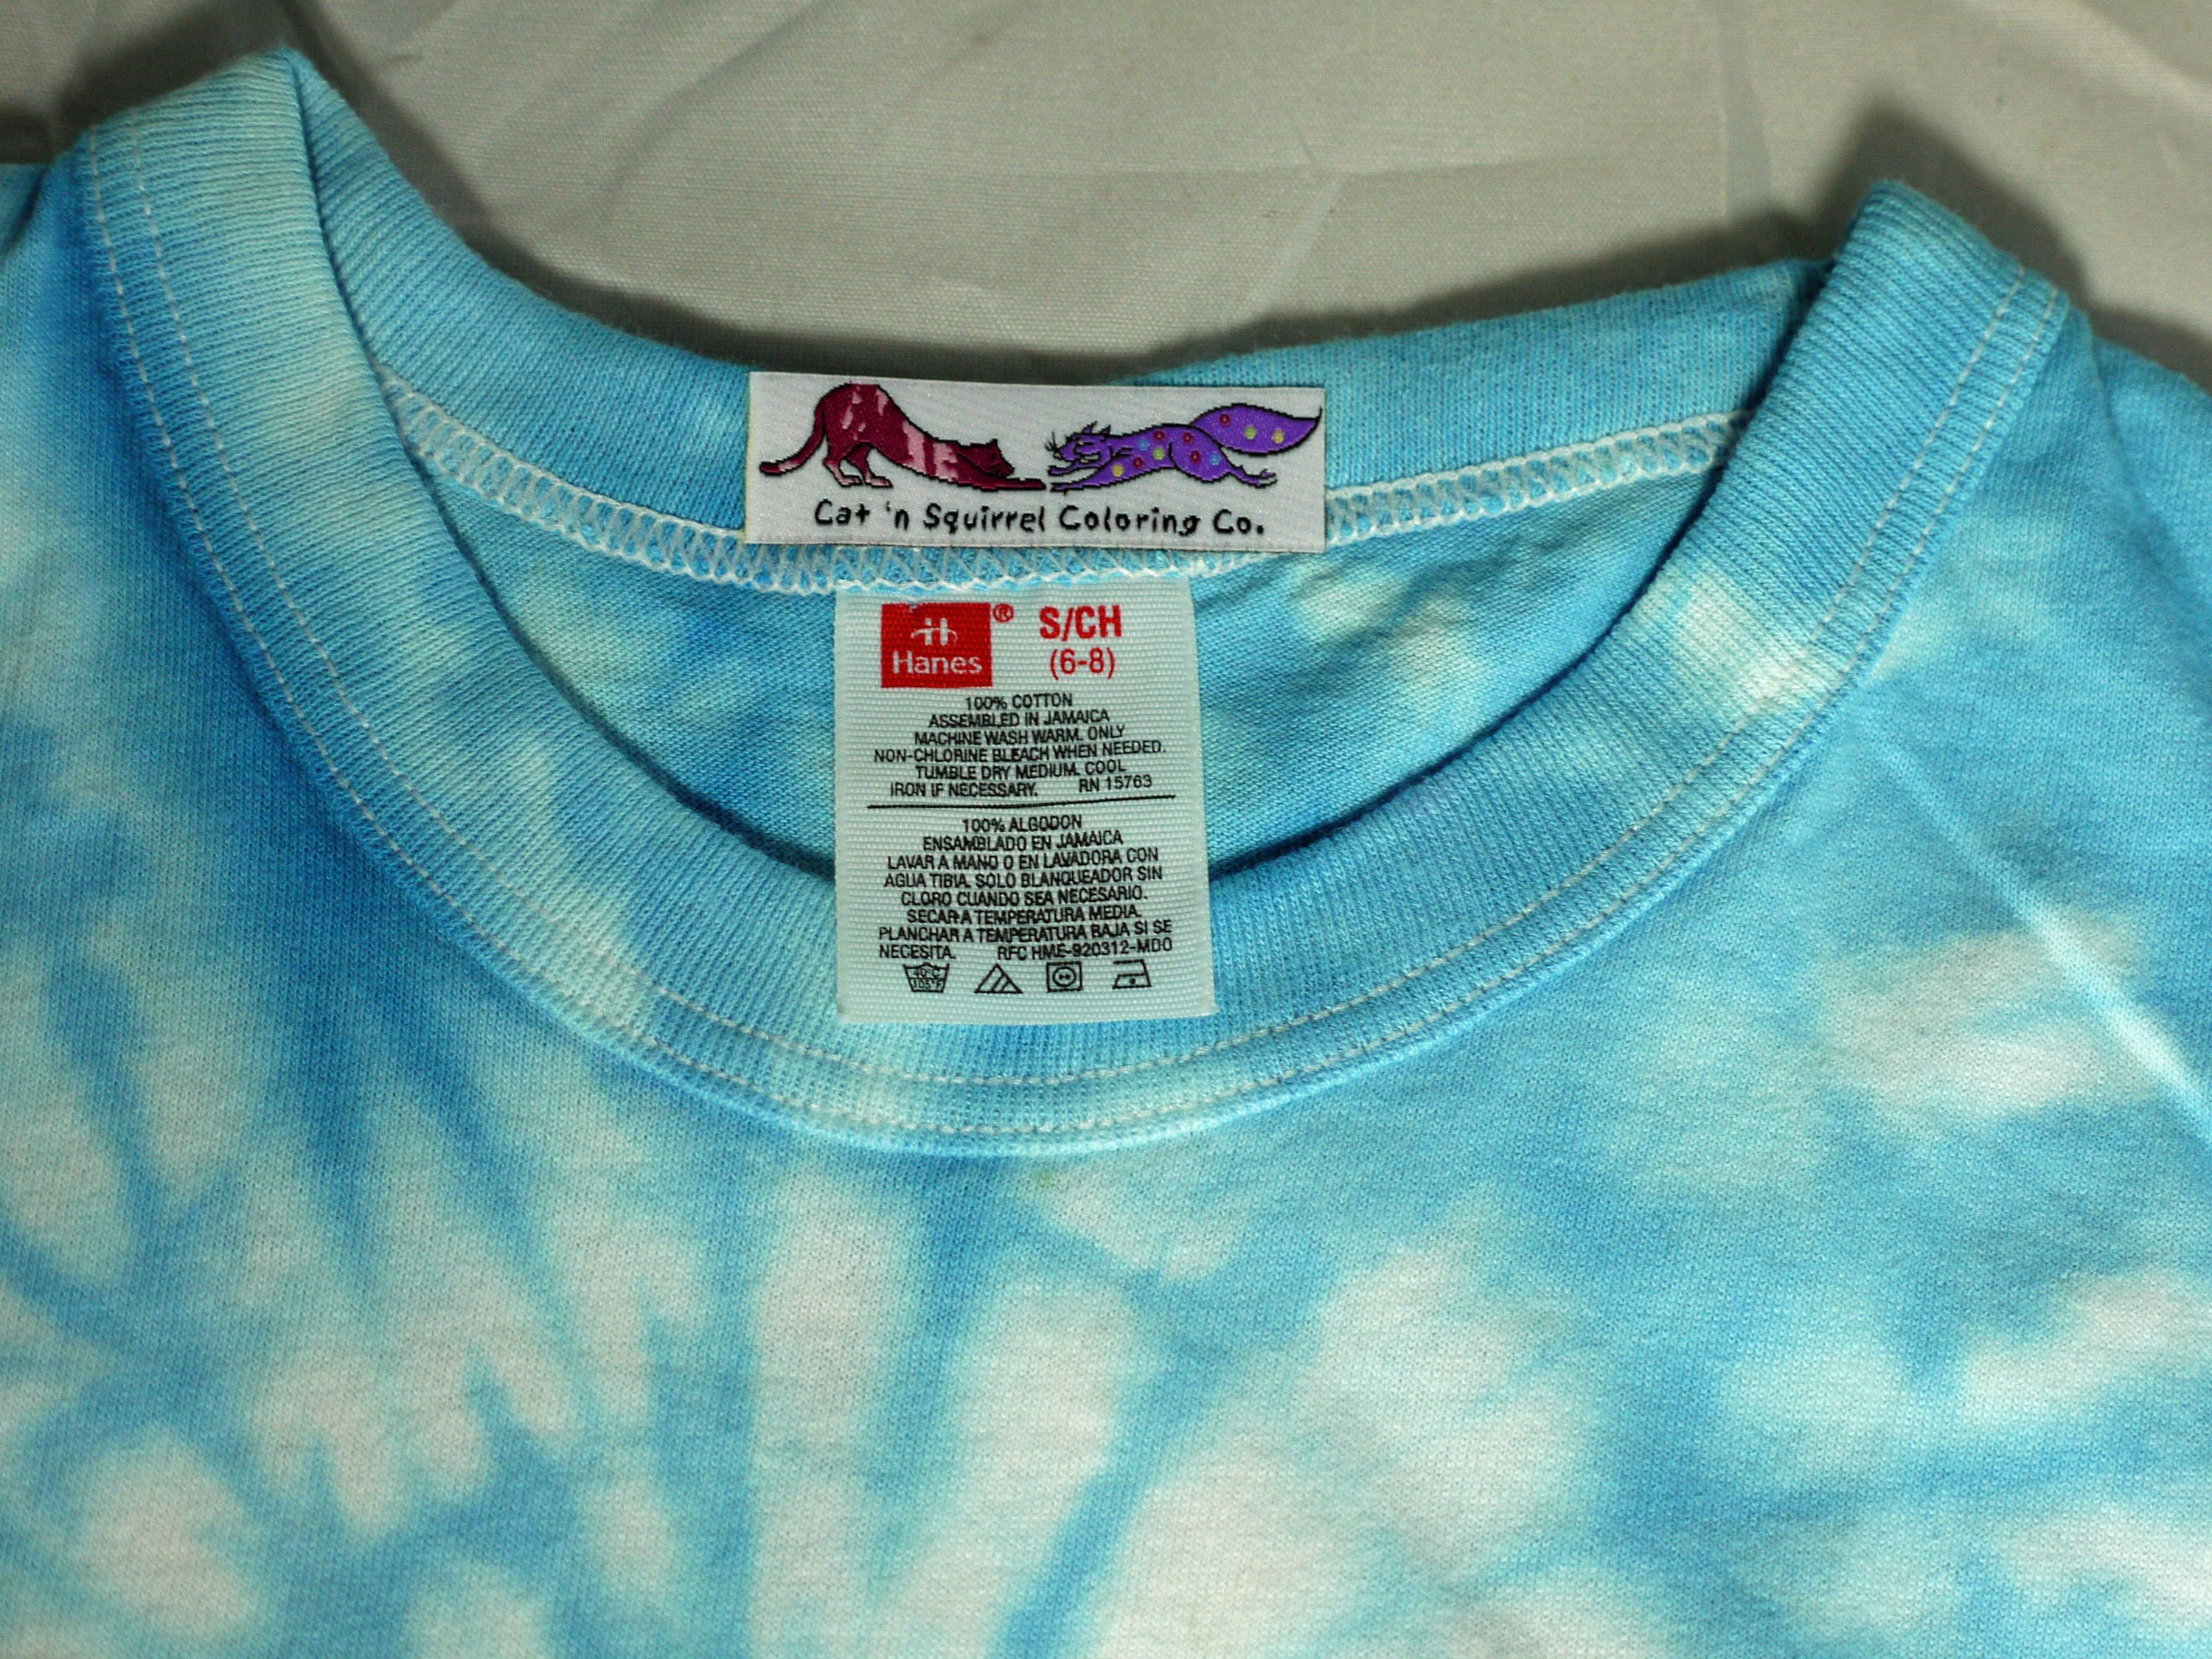 Cat 'n Squirrel Coloring Co.
Hanes ® S/CH
(6-8)
100% COTTON
ASSEMBLED IN JAMAICA
MACHINE WASH WARM. ONLY
NON-CHLORINE BLEACH WHEN NEEDED.
TUMBLE DRY MEDIUM. COOL
IRON IF NECESSARY. RN 15763
100% ALGODON
ENSAMBLADO EN JAMAICA
LAVAR A MANO O EN LAVADORA CON
AGUA TIBIA. SOLO BLANQUEADOR SIN
CLORO CUANDO SEA NECESARIO.
SECAR A TEMPERATURA MEDIA.
PLANCHAR A TEMPERATURA BAJA SI SE
NECESITA. RFC HME-920312-MD0
40°C
105°F